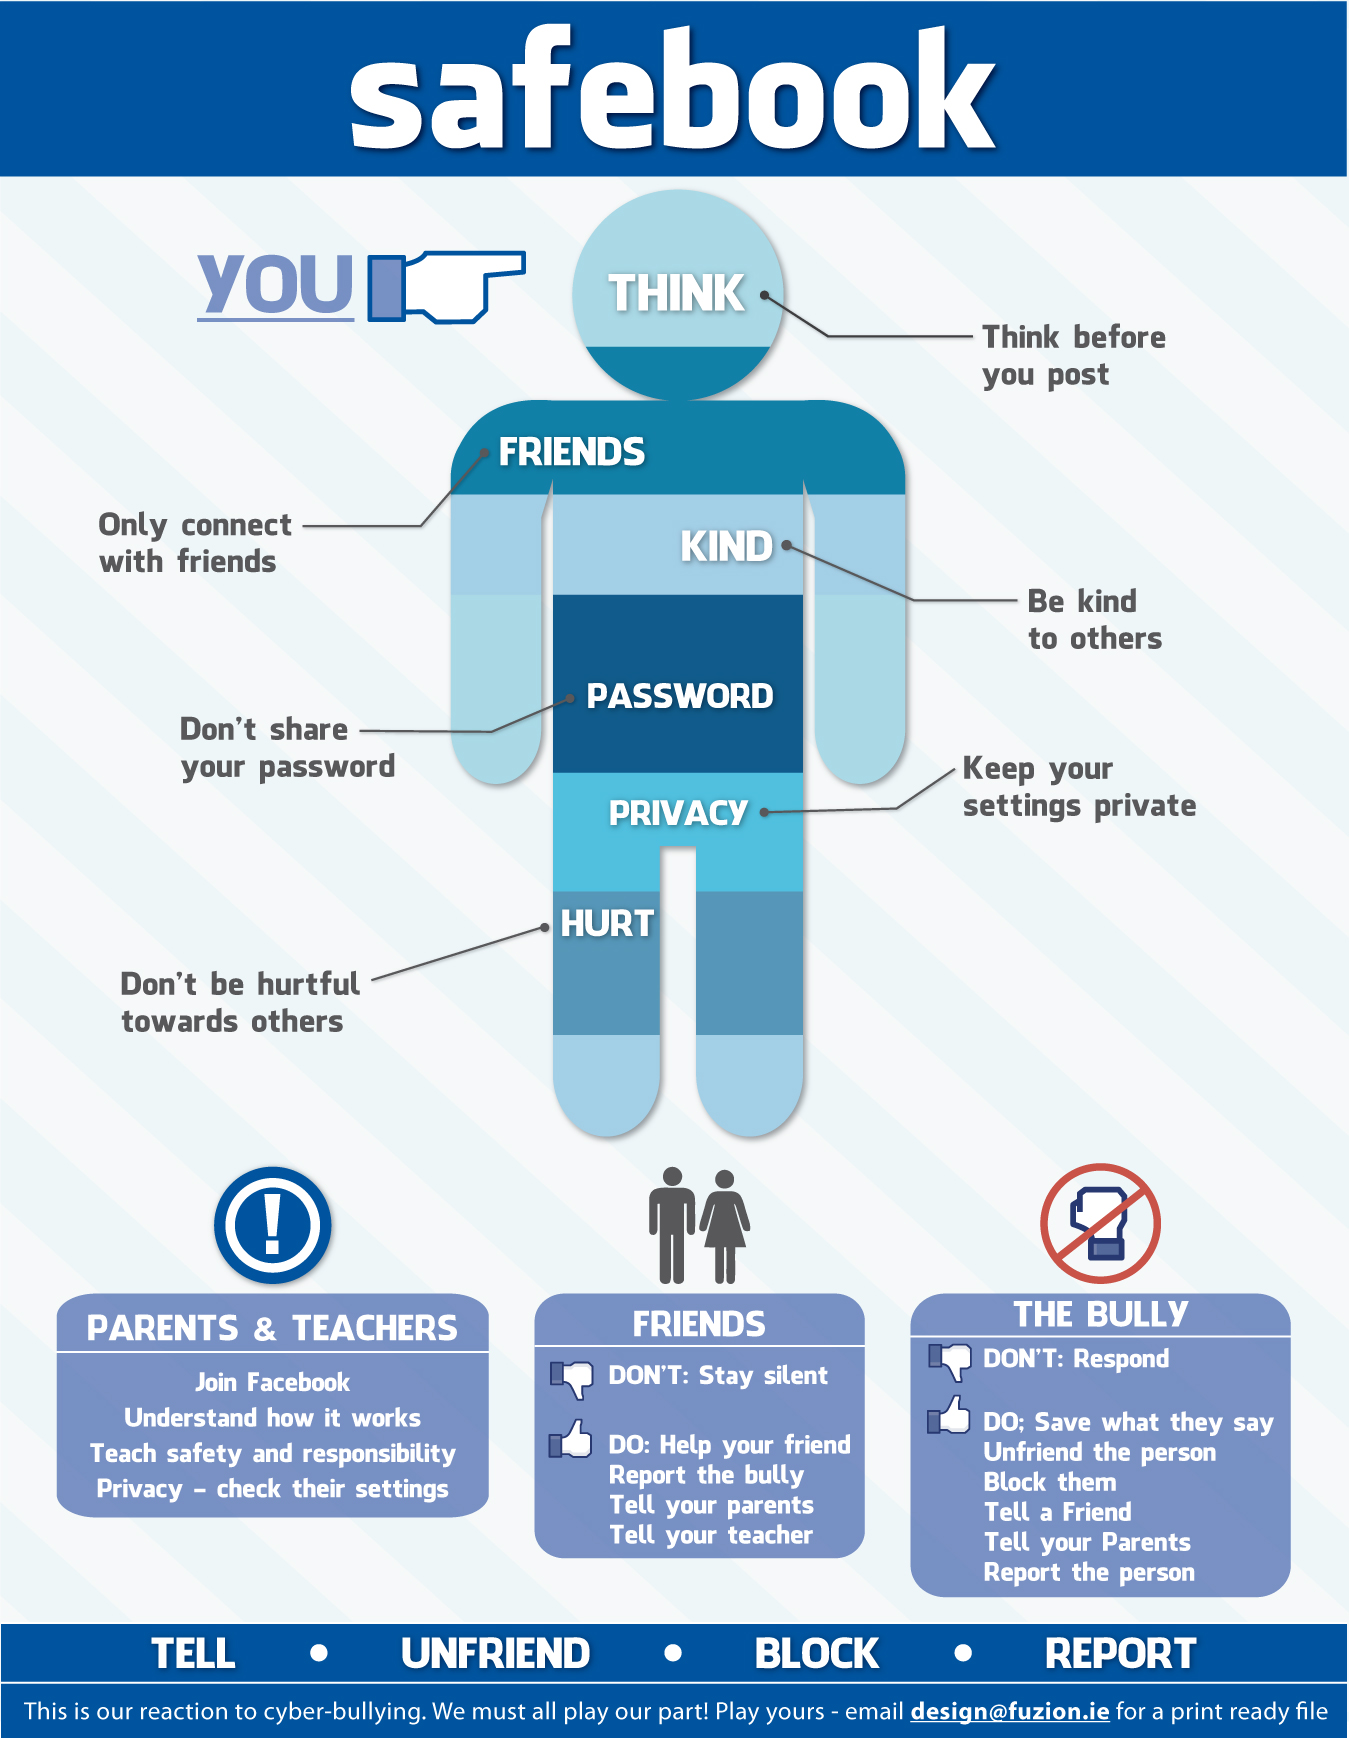 safebook
YOU
THINK
Think before
you post
FRIENDS
Only connect
with friends
KIND
Be kind
to others
PASSWORD
Don't share
your password
PRIVACY
Keep your
settings private
HURT
Don't be hurtful
towards others
!
PARENTS & TEACHERS
Join Facebook
Understand how it works
Teach safety and responsibility
Privacy – check their settings
FRIENDS
DON'T: Stay silent
DO: Help your friend
Report the bully
Tell your parents
Tell your teacher
THE BULLY
DON'T: Respond
DO; Save what they say
Unfriend the person
Block them
Tell a Friend
Tell your Parents
Report the person
TELL • UNFRIEND • BLOCK • REPORT
This is our reaction to cyber-bullying. We must all play our part! Play yours - email design@fuzion.ie for a print ready file